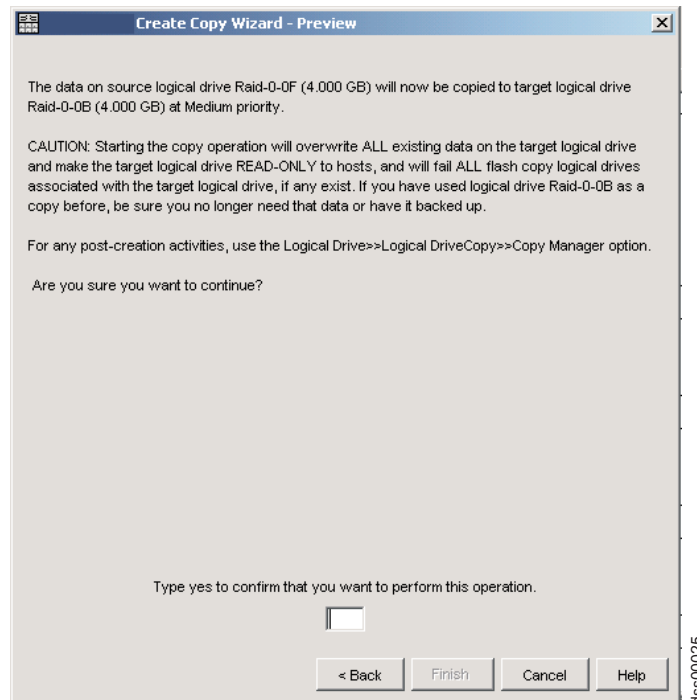 Create Copy Wizard - Preview
The data on source logical drive Raid-0-0F (4.000 GB) will now be copied to target logical drive
Raid-0-0B (4.000 GB) at Medium priority.
CAUTION: Starting the copy operation will overwrite ALL existing data on the target logical drive
and make the target logical drive READ-ONLY to hosts, and will fail ALL flash copy logical drives
associated with the target logical drive, if any exist. If you have used logical drive Raid-0-0B as a
copy before, be sure you no longer need that data or have it backed up.
For any post-creation activities, use the Logical Drive>>Logical DriveCopy>>Copy Manager option.
Are you sure you want to continue?
Type yes to confirm that you want to perform this operation.
< Back Finish Cancel Help